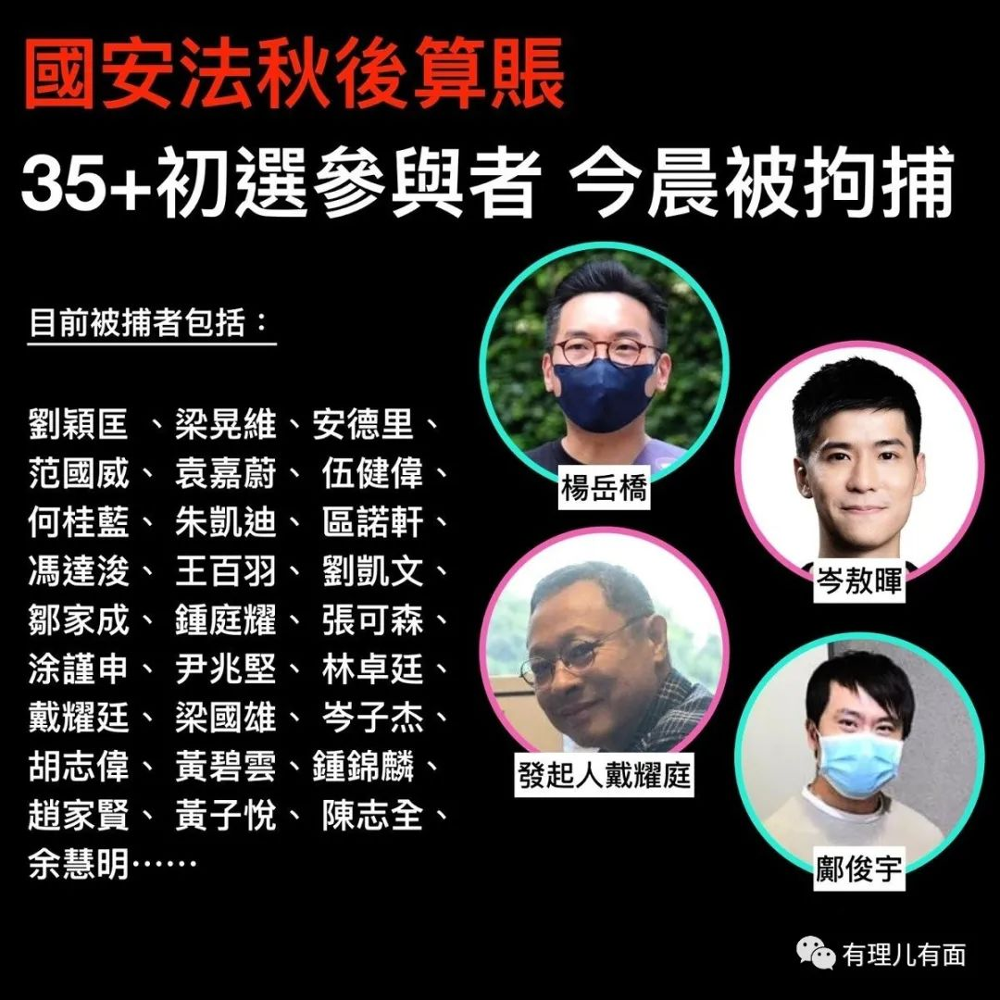 國安法秋後算賬
35+初選參與者 今晨被拘捕
目前被捕者包括：
劉穎匡 、梁晃維、安德里、
范國威、 袁嘉蔚、 伍健偉、
何桂藍、 朱凱迪、 區諾軒、
馮達浚、 王百羽、 劉凱文、
鄒家成、 鍾庭耀、 張可森、
涂謹申、 尹兆堅、 林卓廷、
戴耀廷、 梁國雄、 岑子杰、
胡志偉、 黃碧雲、鍾錦麟、
趙家賢、 黃子悅、 陳志全、
余慧明……
楊岳橋
岑敖暉
發起人戴耀庭
鄺俊宇
有理儿有面